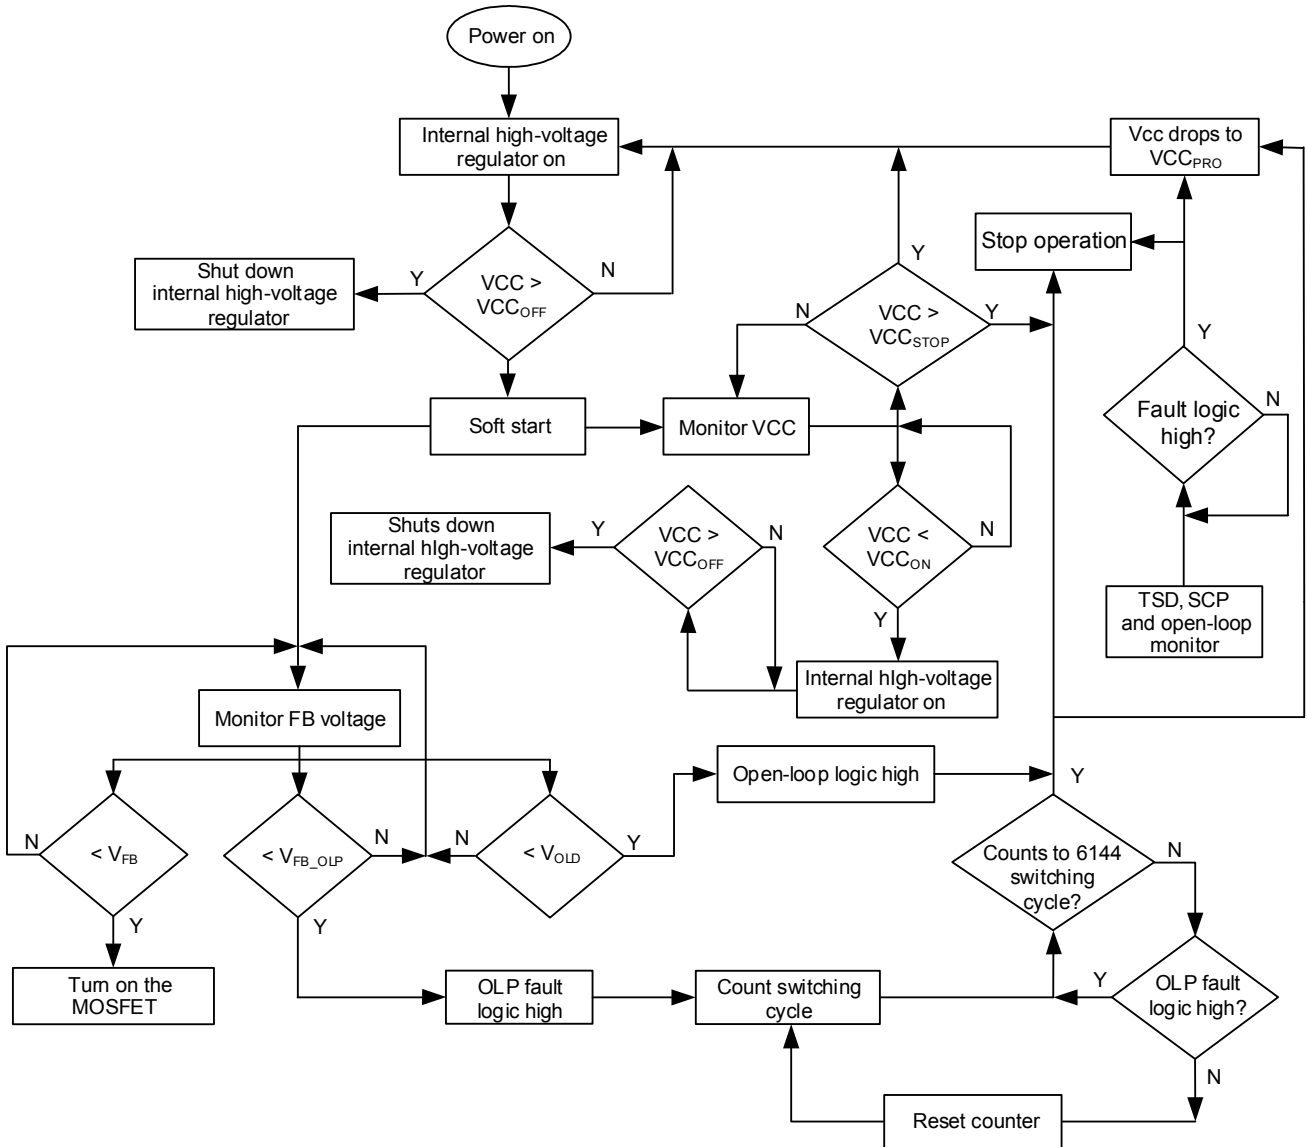 Power on
Internal high-voltage
regulator on
Vcc drops to
VCCPRO
Stop operation
Y
Shut down
internal high-voltage
regulator
Y
VCC >
VCCOFF
N
N
VCC >
VCCSTOP
Y
Y
Fault logic
high?
N
Soft start
Monitor VCC
Shuts down
internal hIgh-voltage
regulator
Y
VCC >
VCCOFF
N
VCC <
VCCON
N
Y
TSD, SCP
and open-loop
monitor
Internal hIgh-voltage
regulator on
Monitor FB voltage
Open-loop logic high
Y
N
< VFB
Y
< VFB_OLP
N
Y
N
< VOLD
Y
Counts to 6144
switching
cycle?
N
Turn on the
MOSFET
OLP fault
logic high
Count switching
cycle
Y
OLP fault
logic high?
N
Reset counter